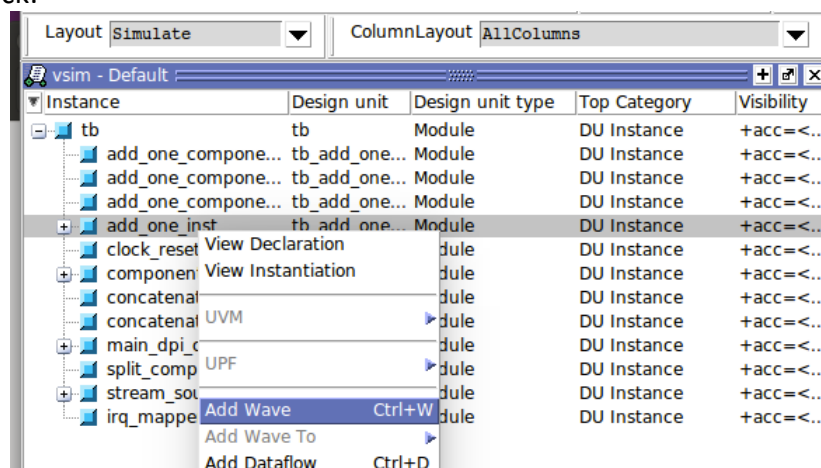 Layout Simulate ColumnLayout AllColumns
vsim - Default
Instance Design unit Design unit type Top Category Visibility
tb tb Module DU Instance +acc=<..
add_one_compone... tb_add_one... Module DU Instance +acc=<..
add_one_compone... tb_add_one... Module DU Instance +acc=<..
add_one_compone... tb_add_one... Module DU Instance +acc=<..
add_one_inst tb_add_one... Module DU Instance +acc=<..
clock_reset View Declaration dule DU Instance +acc=<..
component View Instantiation dule DU Instance +acc=<..
concatenat dule DU Instance +acc=<..
concatenat UVM dule DU Instance +acc=<..
main_dpi_c dule DU Instance +acc=<..
split_comp UPF dule DU Instance +acc=<..
stream_sou dule DU Instance +acc=<..
irq_mappe Add Wave Ctrl+W dule DU Instance +acc=<..
Add Wave To
Add Dataflow Ctrl+D